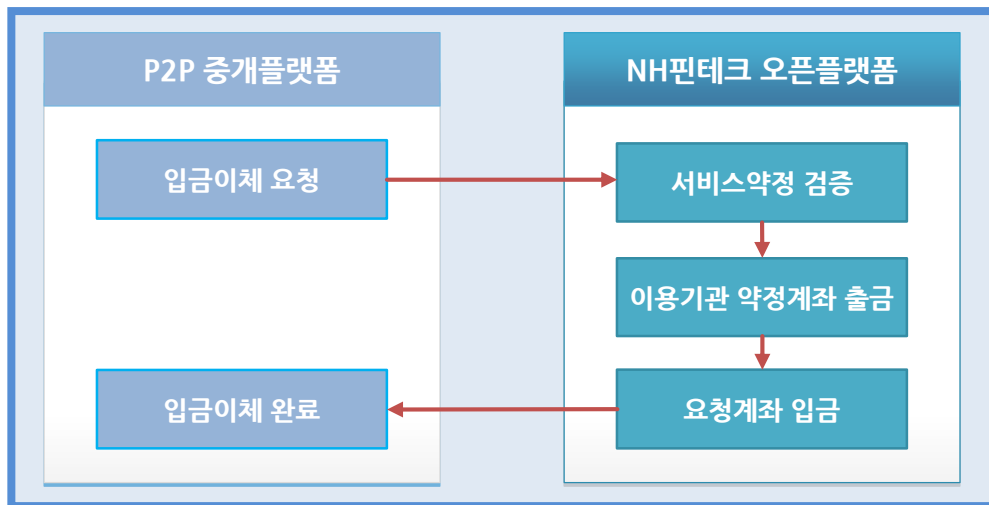 P2P 중개플랫폼
NH핀테크 오픈플랫폼
입금이체 요청
서비스약정 검증
이용기관 약정계좌 출금
입금이체 완료
요청계좌 입금